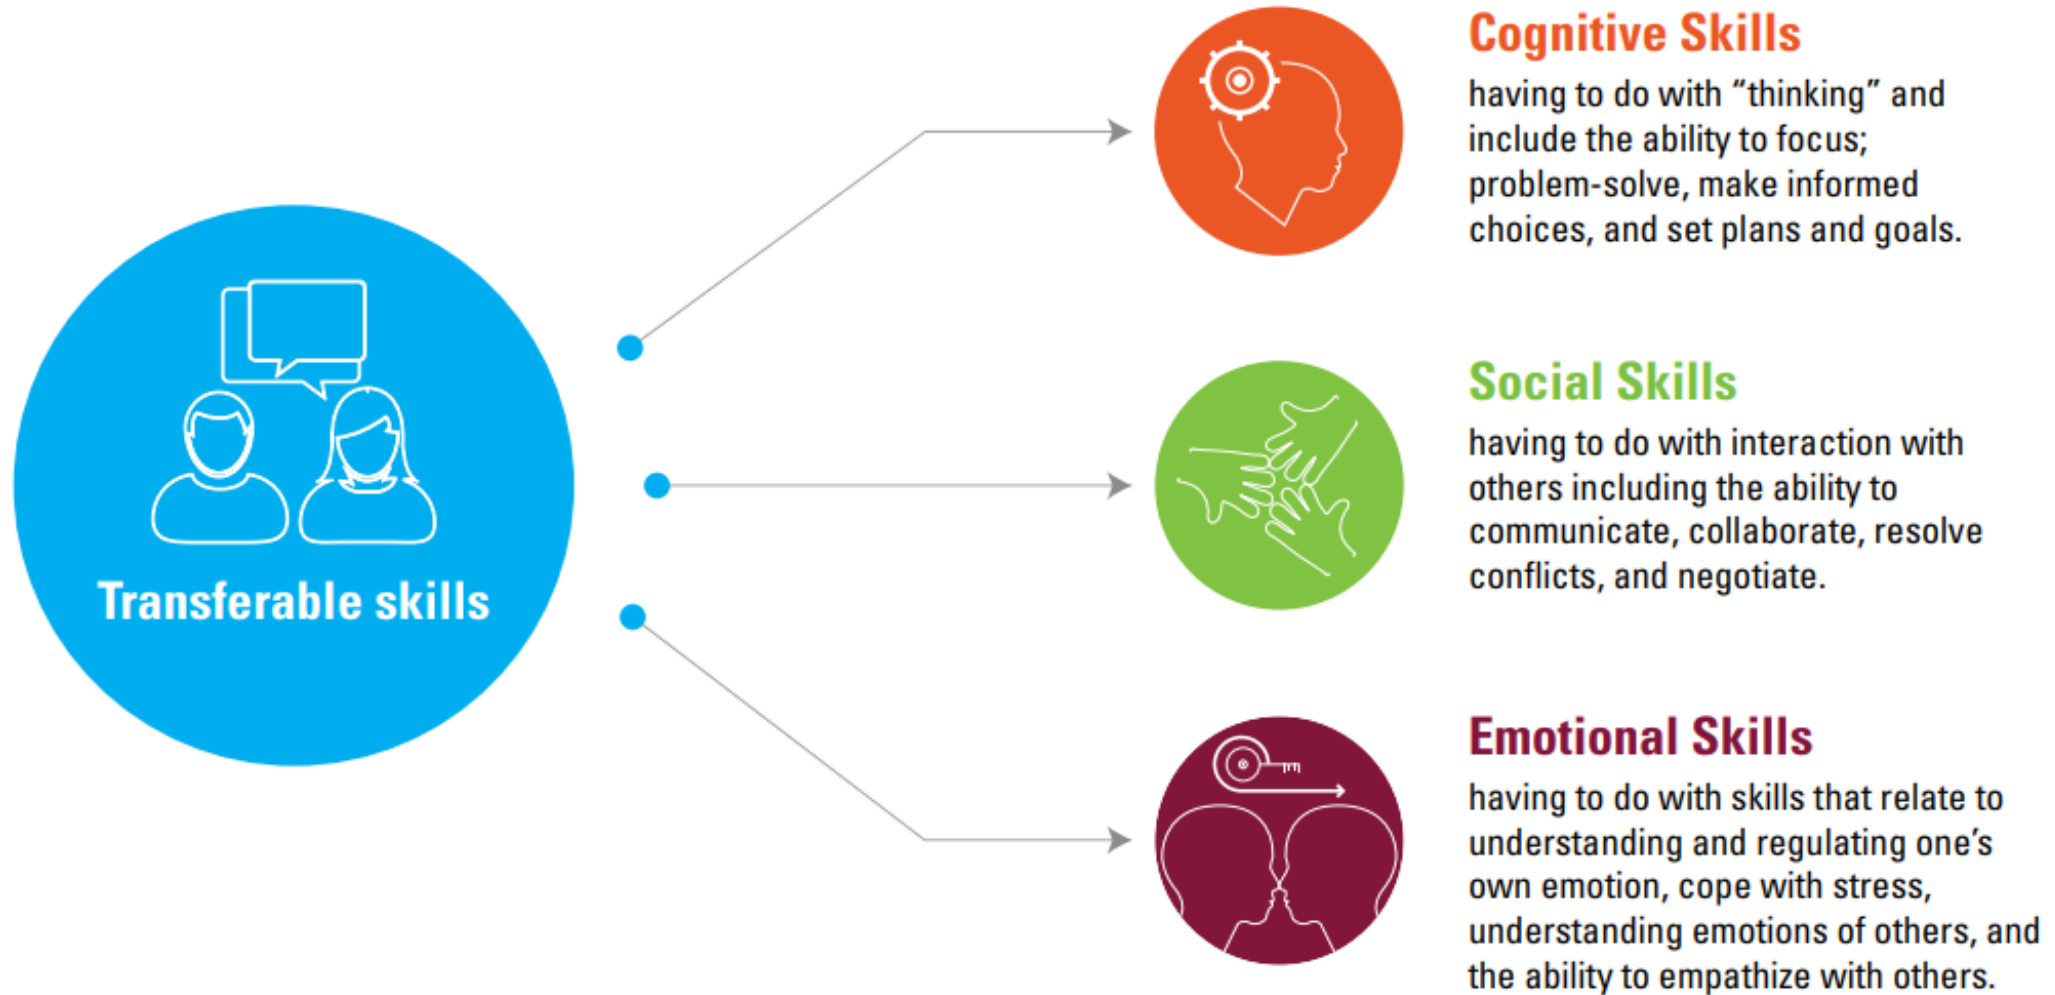 Transferable skills
Cognitive Skills
having to do with “thinking” and
include the ability to focus;
problem-solve, make informed
choices, and set plans and goals.
Social Skills
having to do with interaction with
others including the ability to
communicate, collaborate, resolve
conflicts, and negotiate.
Emotional Skills
having to do with skills that relate to
understanding and regulating one’s
own emotion, cope with stress,
understanding emotions of others, and
the ability to empathize with others.